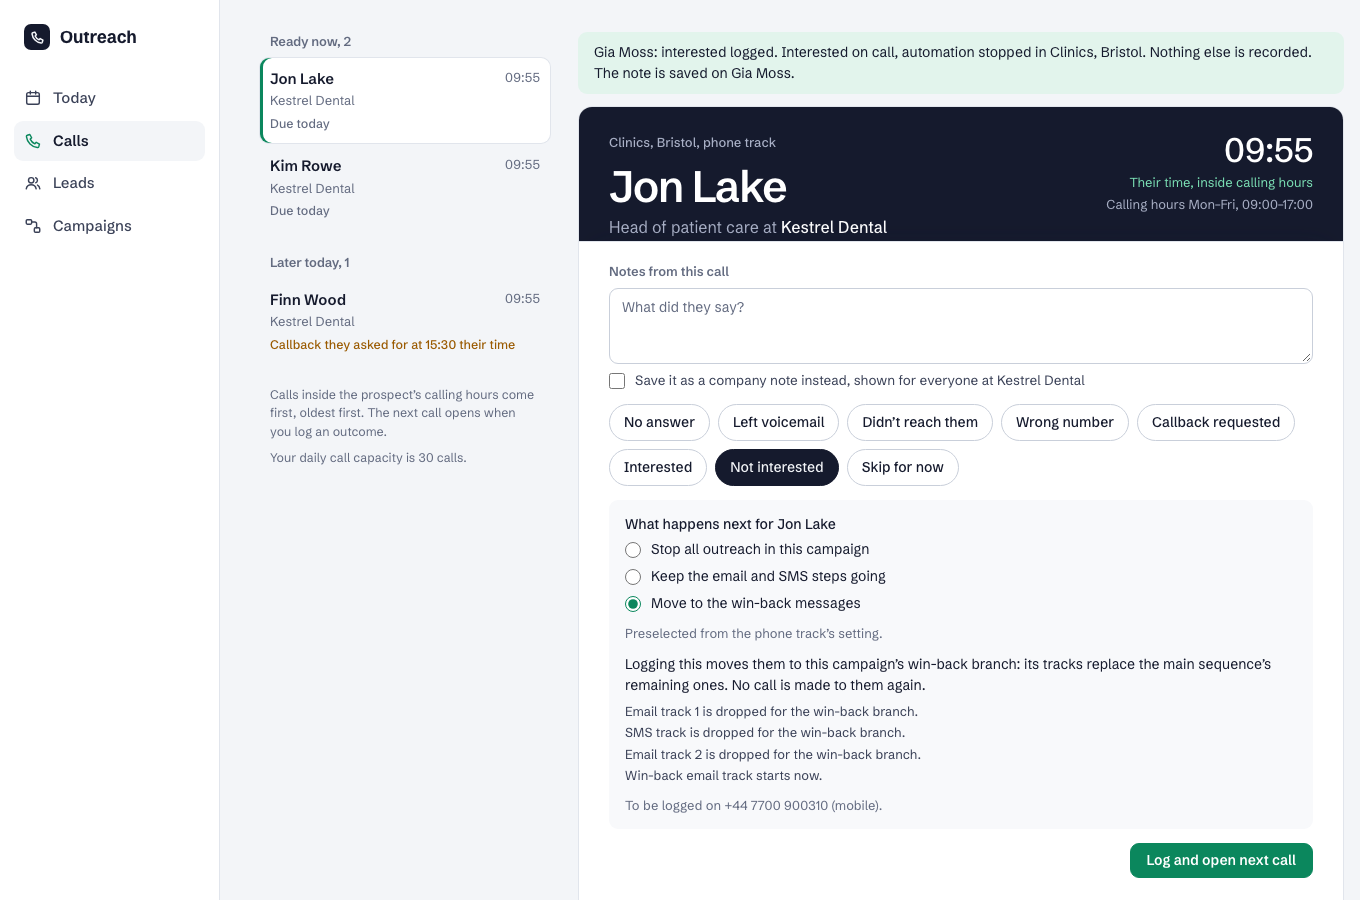 Outreach
Today
Calls
Leads
Campaigns
Ready now, 2
Jon Lake
09:55
Kestrel Dental
Due today
Kim Rowe
09:55
Kestrel Dental
Due today
Later today, 1
Finn Wood
09:55
Kestrel Dental
Callback they asked for at 15:30 their time
Calls inside the prospect's calling hours come
first, oldest first. The next call opens when
you log an outcome.
Your daily call capacity is 30 calls.
Gia Moss: interested logged. Interested on call, automation stopped in Clinics, Bristol. Nothing else is recorded.
The note is saved on Gia Moss.
Clinics, Bristol, phone track
Jon Lake
Head of patient care at Kestrel Dental
09:55
Their time, inside calling hours
Calling hours Mon–Fri, 09:00–17:00
Notes from this call
What did they say?
Save it as a company note instead, shown for everyone at Kestrel Dental
No answer
Left voicemail
Didn't reach them
Wrong number
Callback requested
Interested
Not interested
Skip for now
What happens next for Jon Lake
Stop all outreach in this campaign
Keep the email and SMS steps going
Move to the win-back messages
Preselected from the phone track's setting.
Logging this moves them to this campaign's win-back branch: its tracks replace the main sequence's
remaining ones. No call is made to them again.
Email track 1 is dropped for the win-back branch.
SMS track is dropped for the win-back branch.
Email track 2 is dropped for the win-back branch.
Win-back email track starts now.
To be logged on +44 7700 900310 (mobile).
Log and open next call